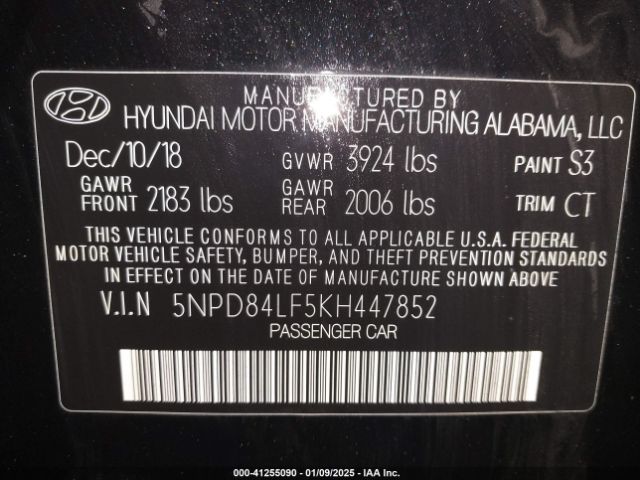 MANUFACTURED BY
HYUNDAI MOTOR MANUFACTURING ALABAMA, LLC
Dec/10/18 GVWR 3924 lbs PAINT S3
GAWR FRONT 2183 lbs GAWR REAR 2006 lbs TRIM CT
THIS VEHICLE CONFORMS TO ALL APPLICABLE U.S.A. FEDERAL
MOTOR VEHICLE SAFETY, BUMPER, AND THEFT PREVENTION STANDARDS
IN EFFECT ON THE DATE OF MANUFACTURE SHOWN ABOVE
V.I.N 5NPD84LF5KH447852
PASSENGER CAR
000-41255090 - 01/09/2025 - IAA Inc.